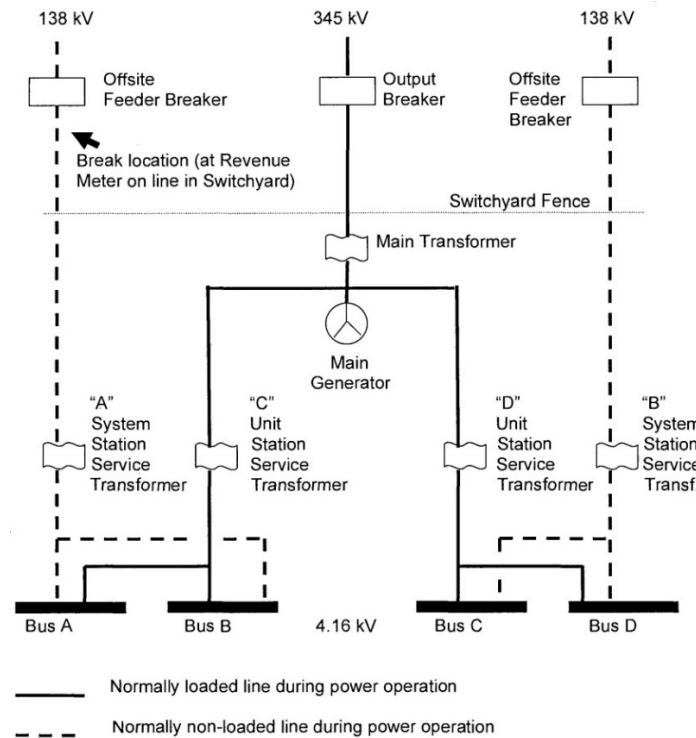 138 kV
345 kV
138 kV
Offsite
Feeder Breaker
Output
Breaker
Offsite
Feeder
Breaker
Break location (at Revenue
Meter on line in Switchyard)
Switchyard Fence
Main Transformer
Main
Generator
"A"
System
Station
Service
Transformer
"C"
Unit
Station
Service
Transformer
"D"
Unit
Station
Service
Transformer
"B"
System
Station
Service
Transf
Bus A
Bus B
4.16 kV
Bus C
Bus D
Normally loaded line during power operation
Normally non-loaded line during power operation